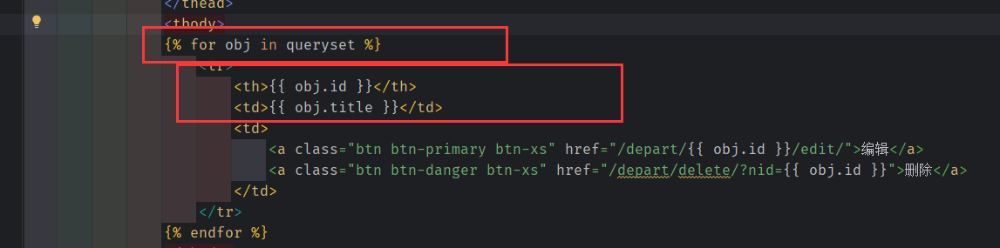 </thead>
<tbody>
{% for obj in queryset %}
<tr>
<th>{{ obj.id }}</th>
<td>{{ obj.title }}</td>
<td>
<a class="btn btn-primary btn-xs" href="/depart/{{ obj.id }}/edit/">编辑</a>
<a class="btn btn-danger btn-xs" href="/depart/delete/?nid={{ obj.id }}">删除</a>
</td>
</tr>
{% endfor %}